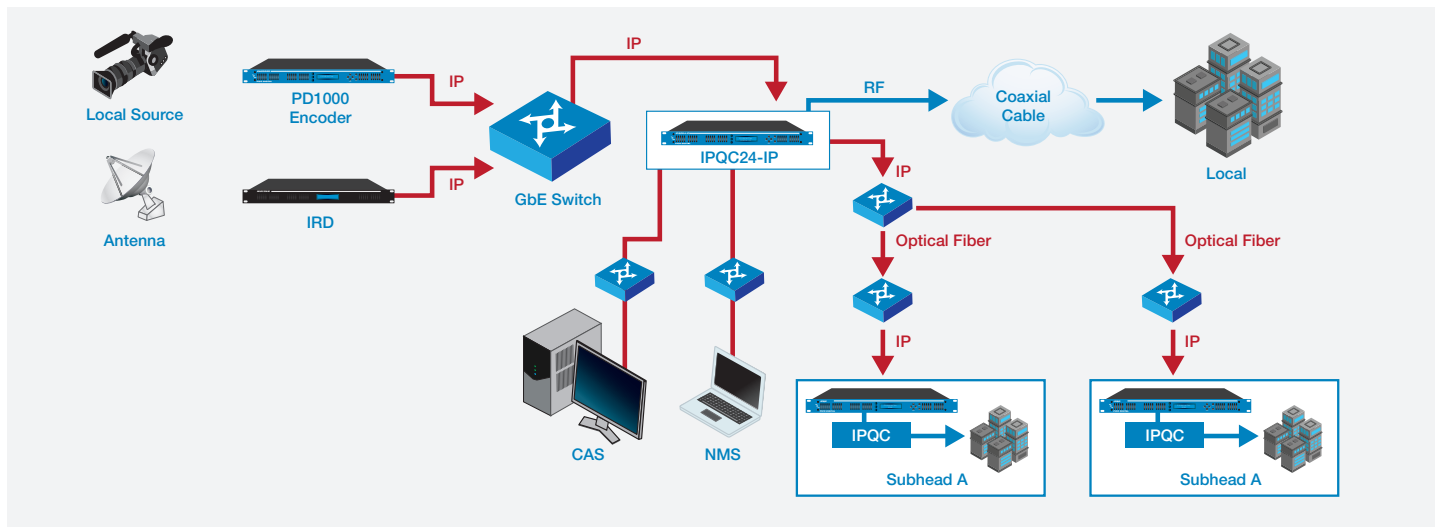 Local Source
Antenna
PD1000
Encoder
IRD
IP
IP
GbE Switch
IP
IPQC24-IP
RF
Coaxial
Cable
Local
IP
Optical Fiber
Optical Fiber
CAS
NMS
IP
IP
IPQC
Subhead A
IPQC
Subhead A